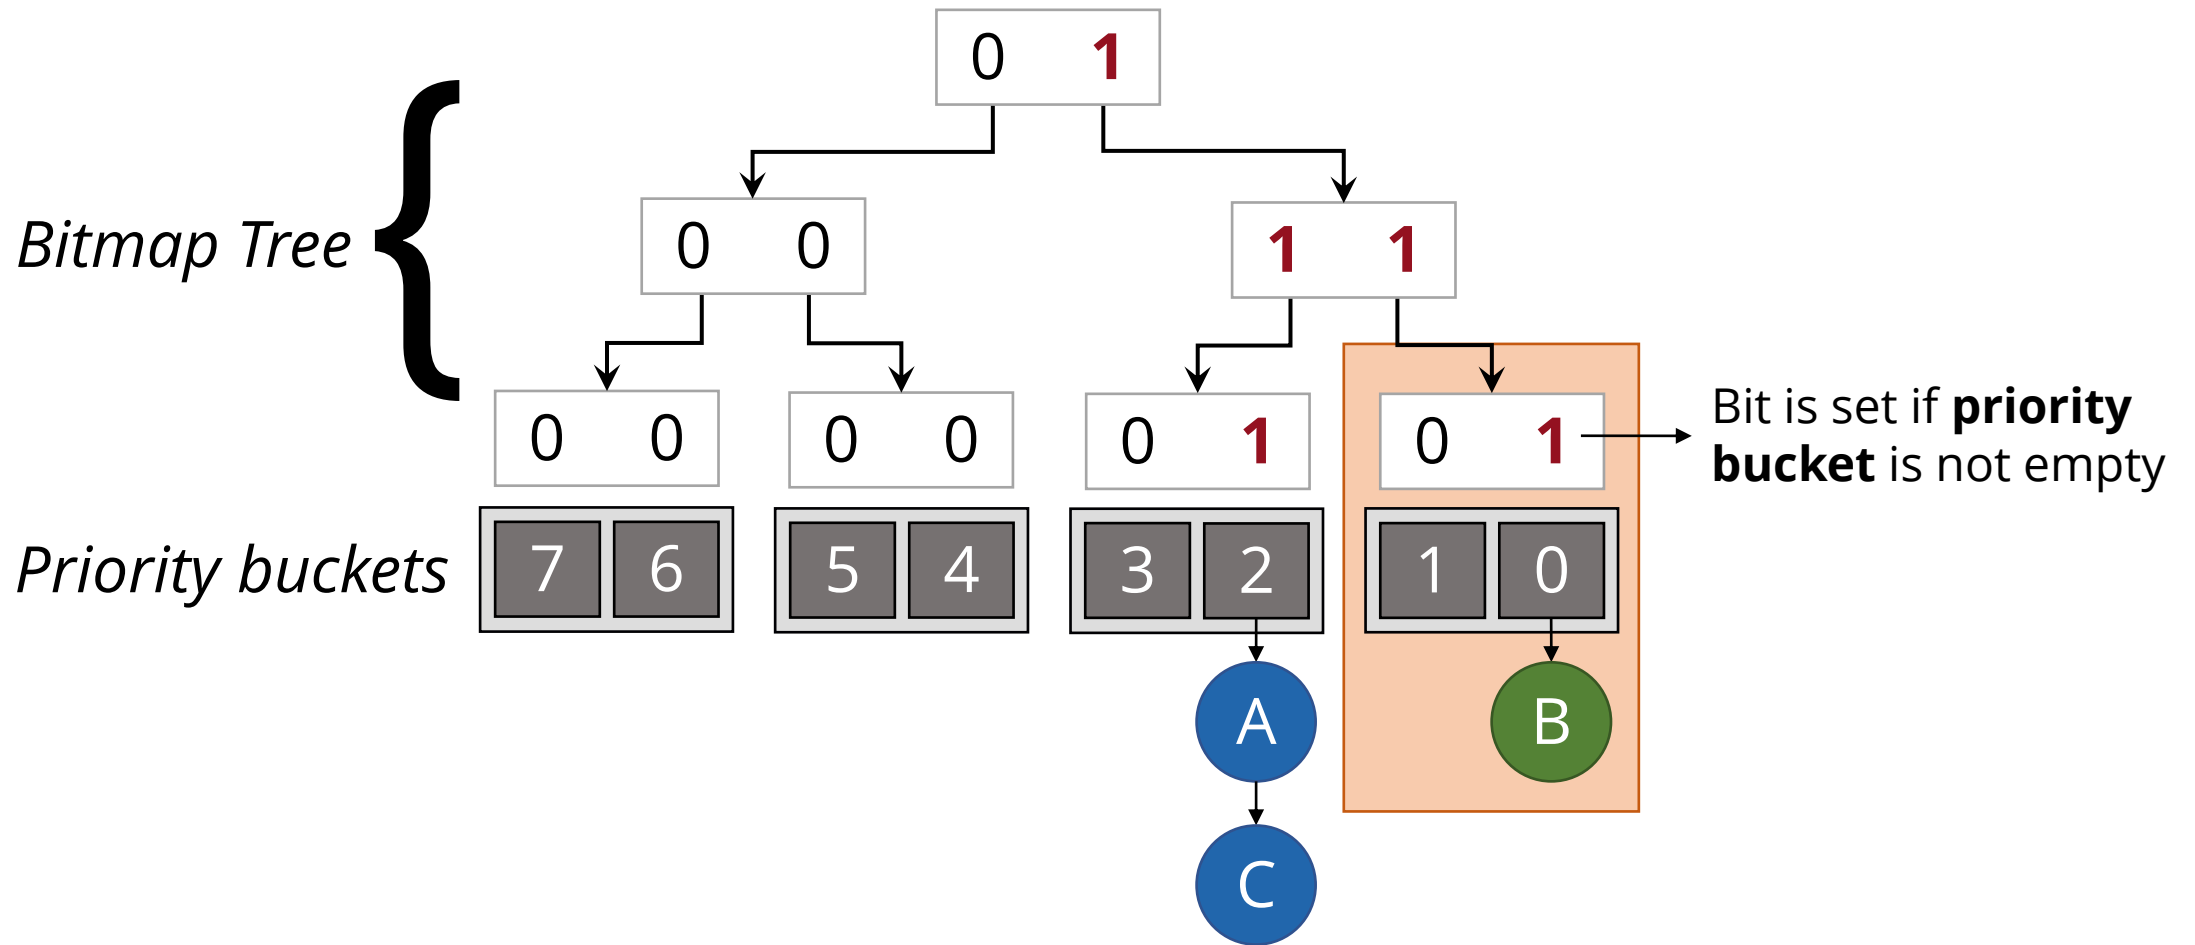 0 1
Bitmap Tree {
0 0 1 1
0 0 0 0 0 1 0 1
Bit is set if priority
bucket is not empty
Priority buckets
7 6 5 4 3 2 1 0
A B
C